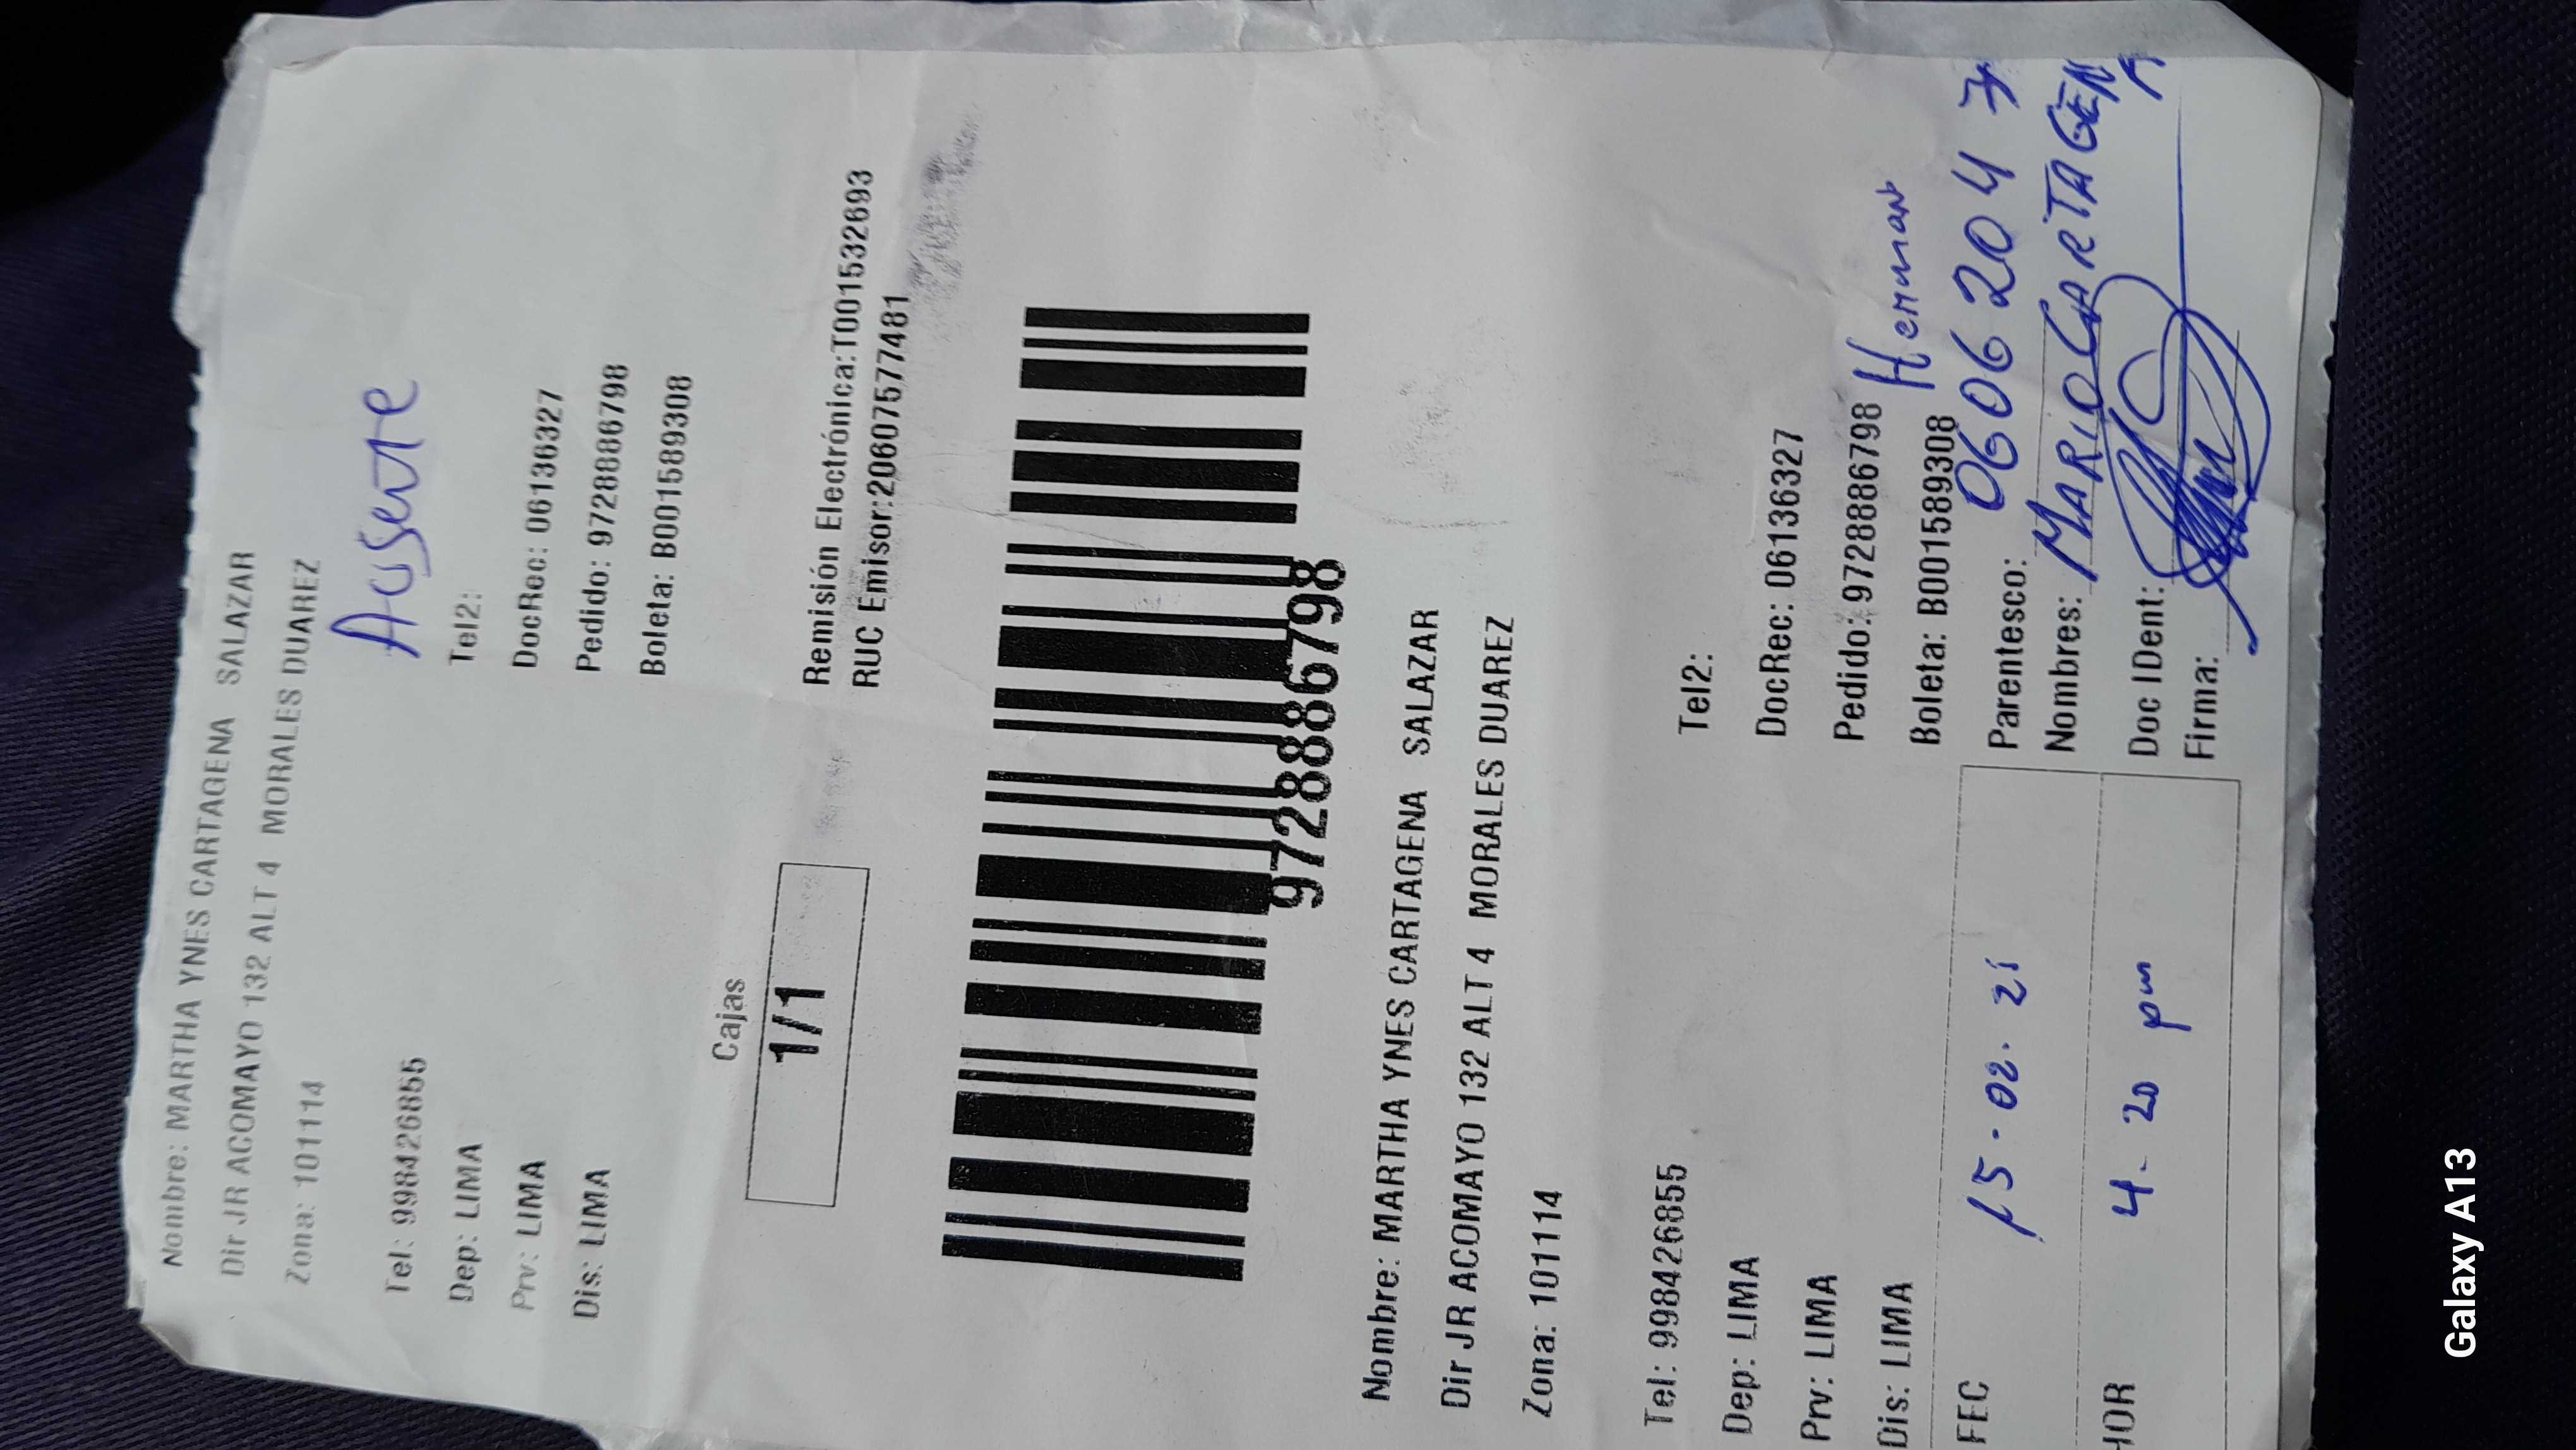 Nombre: MARTHA YNES CARTAGENA SALAZAR
Dir JR ACOMAYO 132 ALT 4 MORALES DUAREZ
Zona: 101114
Ausente
Tel: 998426855
Tel2:
Dep: LIMA
DocRec: 06136327
Prv: LIMA
Pedido: 9728886798
Dis: LIMA
Boleta: B001589308
Cajas
1/1
Remisión Electrónica:T001532693
RUC Emisor:20607577481
9728886798
Nombre: MARTHA YNES CARTAGENA SALAZAR
Dir JR ACOMAYO 132 ALT 4 MORALES DUAREZ
Zona: 101114
Tel: 998426855
Tel2:
Dep: LIMA
DocRec: 06136327
Prv: LIMA
Pedido: 9728886798
Dis: LIMA
Boleta: B001589308
Hermano
FEC 15-02-21
Parentesco: 06062047
Nombres: MARIO CARTAGENA
HOR 4-20 pm
Doc IDent:
Firma:
Galaxy A13